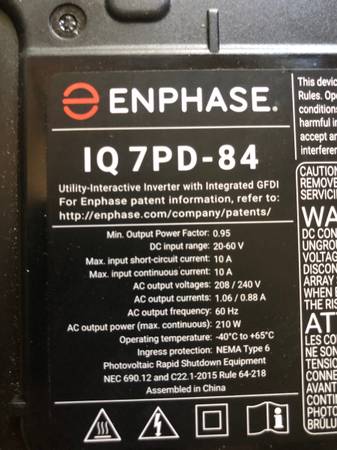 ENPHASE.
IQ 7PD-84
Utility-Interactive Inverter with Integrated GFDI
For Enphase patent information, refer to:
http://enphase.com/company/patents/
Min. Output Power Factor: 0.95
DC input range: 20-60 V
Max. input short-circuit current: 10 A
Max. input continuous current: 10 A
AC output voltages: 208 / 240 V
AC output currents: 1.06 / 0.88 A
AC output frequency: 60 Hz
AC output power (max. continuous): 210 W
Operating temperature: -40°C to +65°C
Ingress protection: NEMA Type 6
Photovoltaic Rapid Shutdown Equipment
NEC 690.12 and C22.1-2015 Rule 64-218
Assembled in China
This devic
Rules. Ope
conditions
harmful in
accept an
interferen
CAUTION
REMOVE
SERVICI
WA
DC CON
UNGROU
VOLTAG
DISCON
ARRAY
WHEN E
THE RIS
AT
LES CO
NE SON
TENSIO
CONNE
AVANT
CONTI
PHOTO
BRÛLU